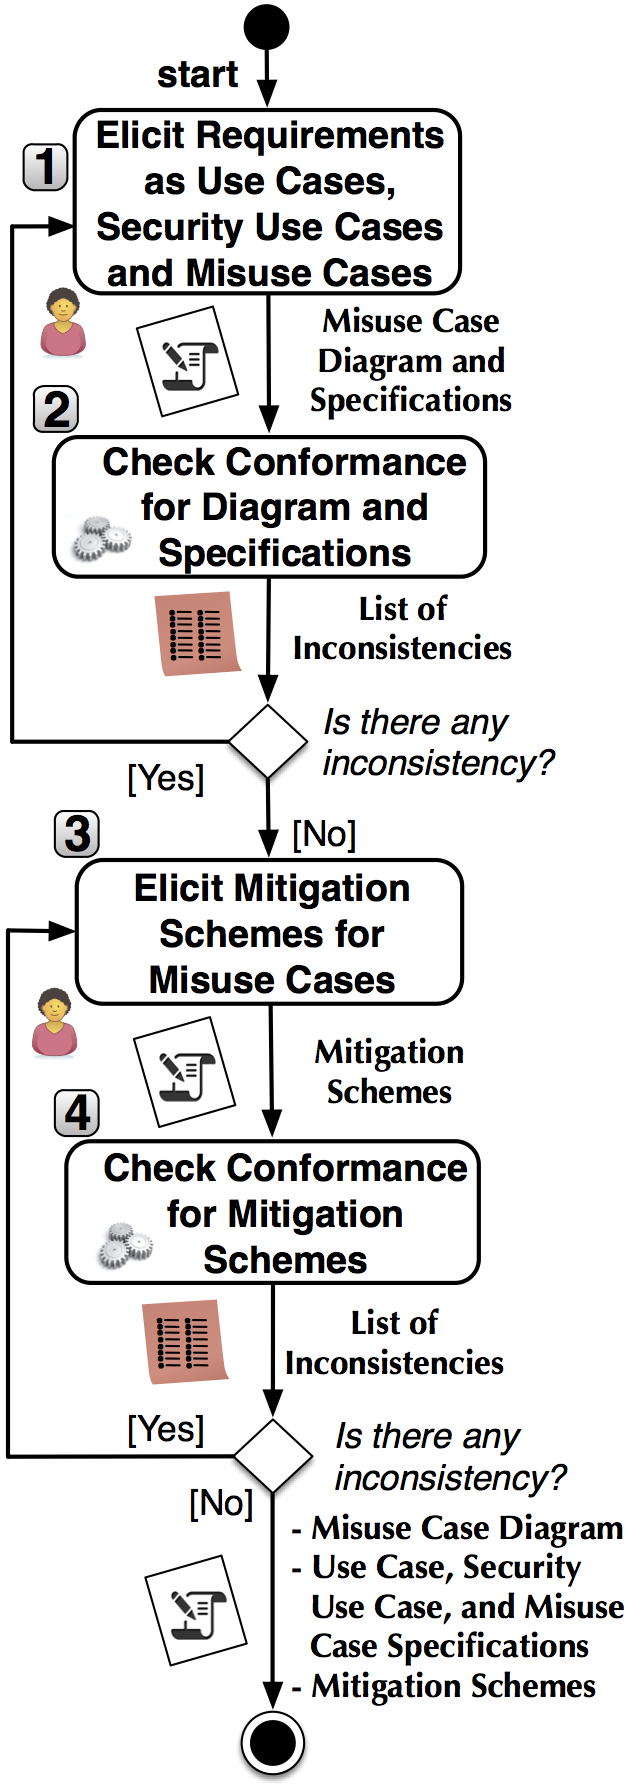 start
1
Elicit Requirements
as Use Cases,
Security Use Cases
and Misuse Cases
Misuse Case
Diagram and
Specifications
2
Check Conformance
for Diagram and
Specifications
List of
Inconsistencies
Is there any
inconsistency?
[Yes]
[No]
3
Elicit Mitigation
Schemes for
Misuse Cases
Mitigation
Schemes
4
Check Conformance
for Mitigation
Schemes
List of
Inconsistencies
[Yes]
Is there any
inconsistency?
[No]
- Misuse Case Diagram
- Use Case, Security
Use Case, and Misuse
Case Specifications
- Mitigation Schemes